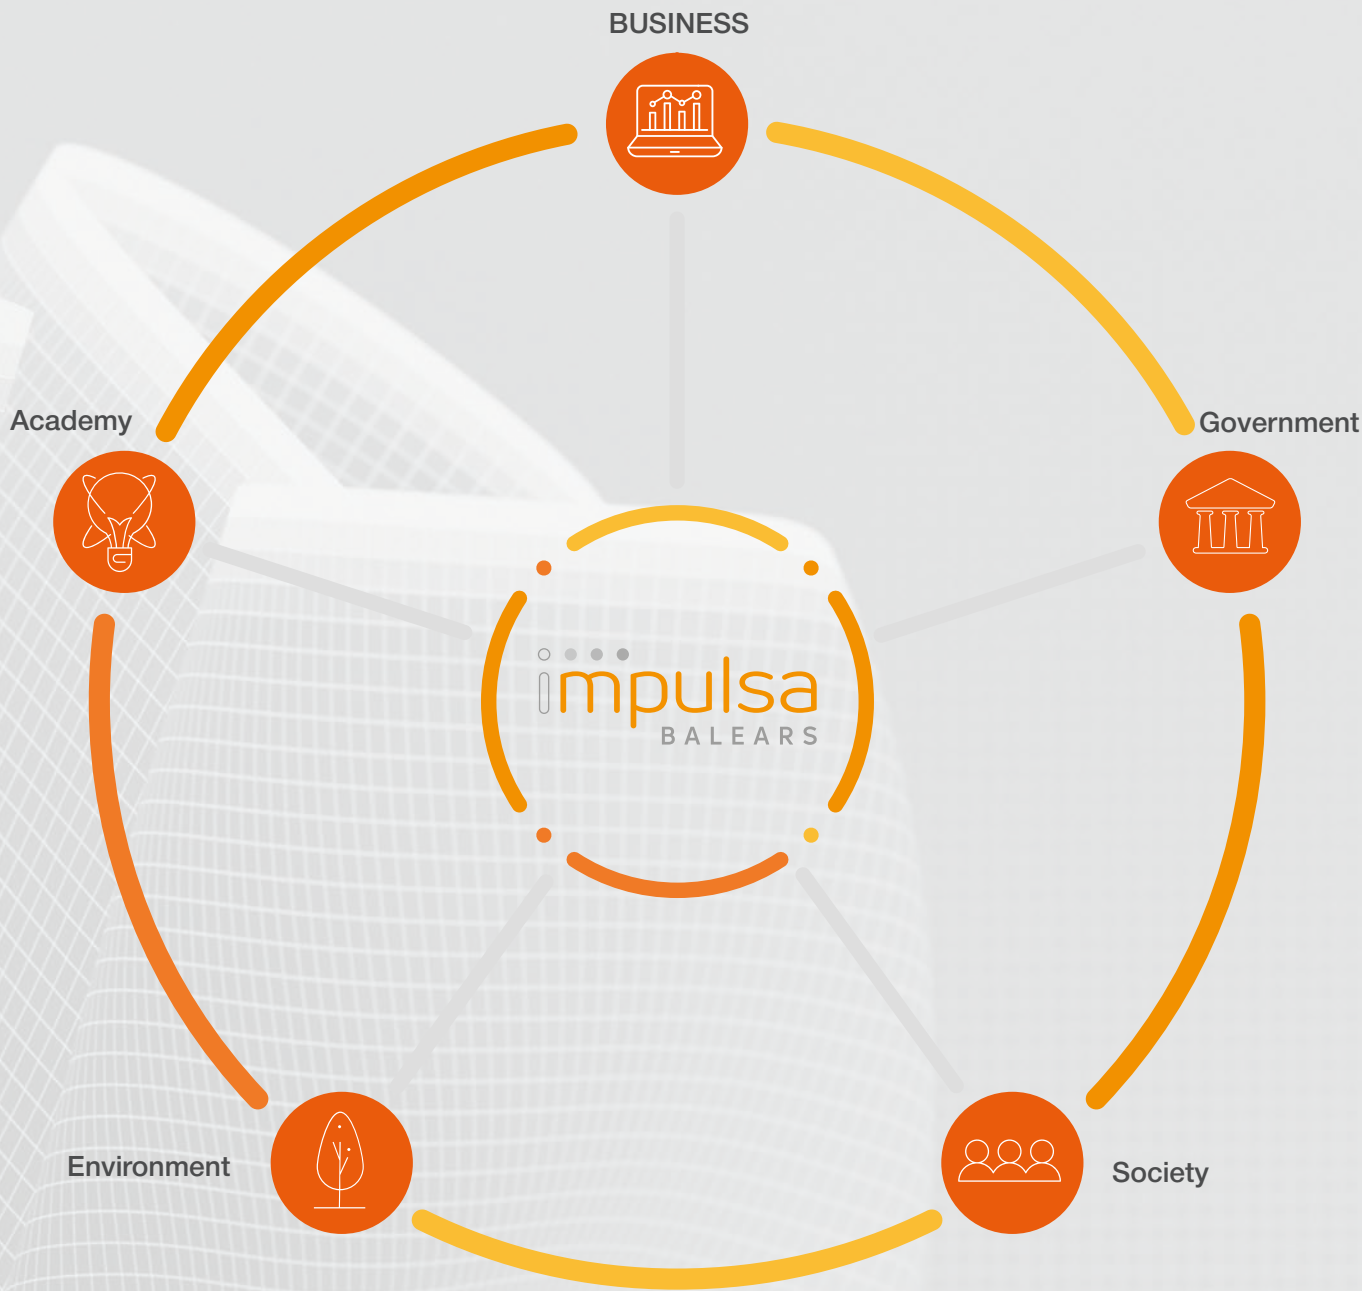 BUSINESS
Academy
Government
impulsa
BALEARS
Environment
Society